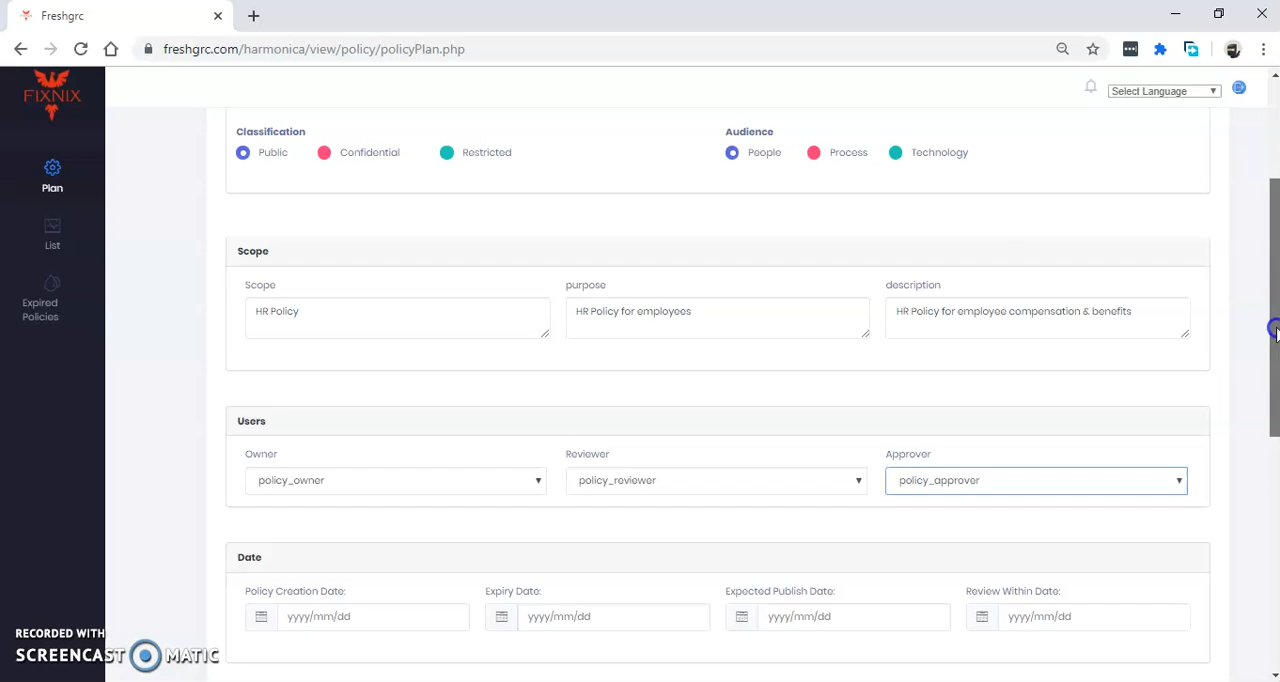 Freshgrc
freshgrc.com/harmonica/view/policy/policyPlan.php
FIXNIX
Select Language
Plan
List
Expired
Policies
Classification
Audience
Public
Confidential
Restricted
People
Process
Technology
Scope
Scope
purpose
description
HR Policy
HR Policy for employees
HR Policy for employee compensation & benefits
Users
Owner
Reviewer
Approver
policy_owner
policy_reviewer
policy_approver
Date
Policy Creation Date:
Expiry Date:
Expected Publish Date:
Review Within Date:
yyyy/mm/dd
yyyy/mm/dd
yyyy/mm/dd
yyyy/mm/dd
RECORDED WITH
SCREENCAST MATIC